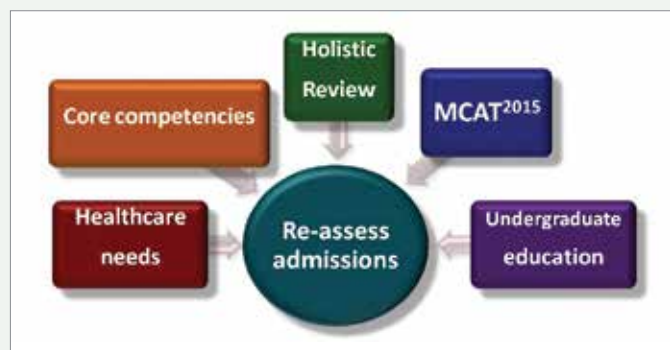 Holistic
Review
Core competencies
MCAT2015
Healthcare
needs
Re-assess
admissions
Undergraduate
education